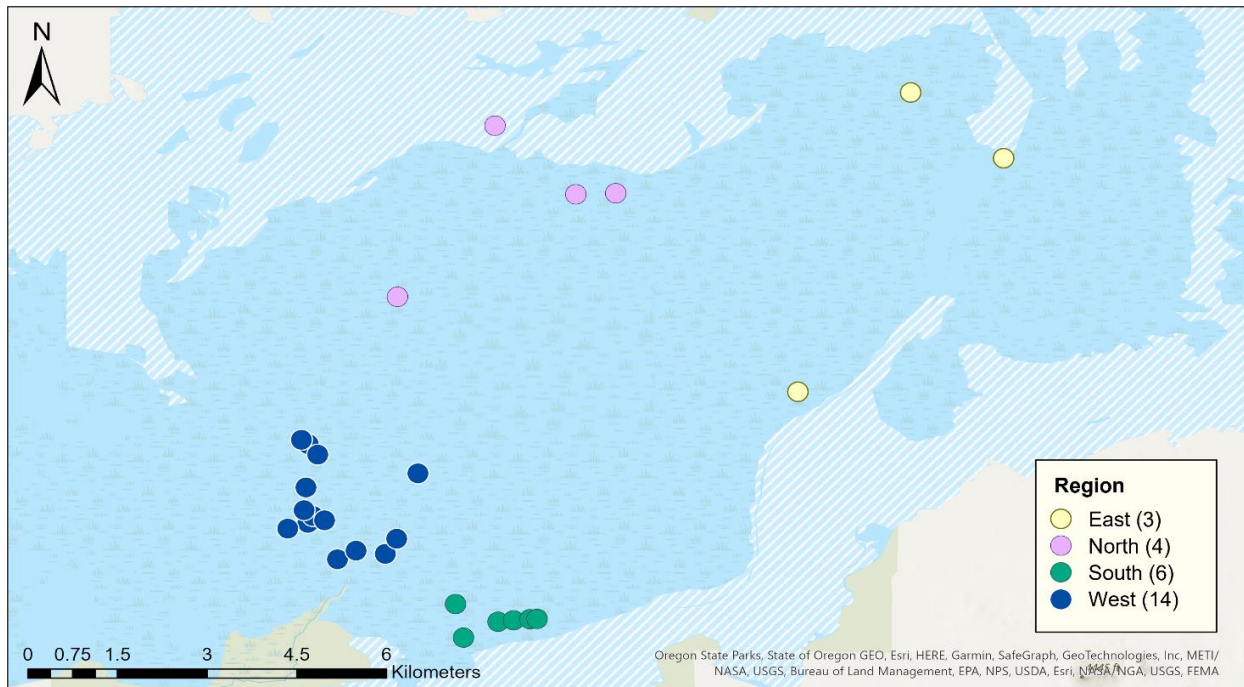 N
Region
East (3)
North (4)
South (6)
West (14)
0 0.75 1.5 3 4.5 6
Kilometers
Oregon State Parks, State of Oregon GEO, Esri, HERE, Garmin, SafeGraph, GeoTechnologies, Inc, METI/
NASA, USGS, Bureau of Land Management, EPA, NPS, USDA, Esri, NASA, NGA, USGS, FEMA